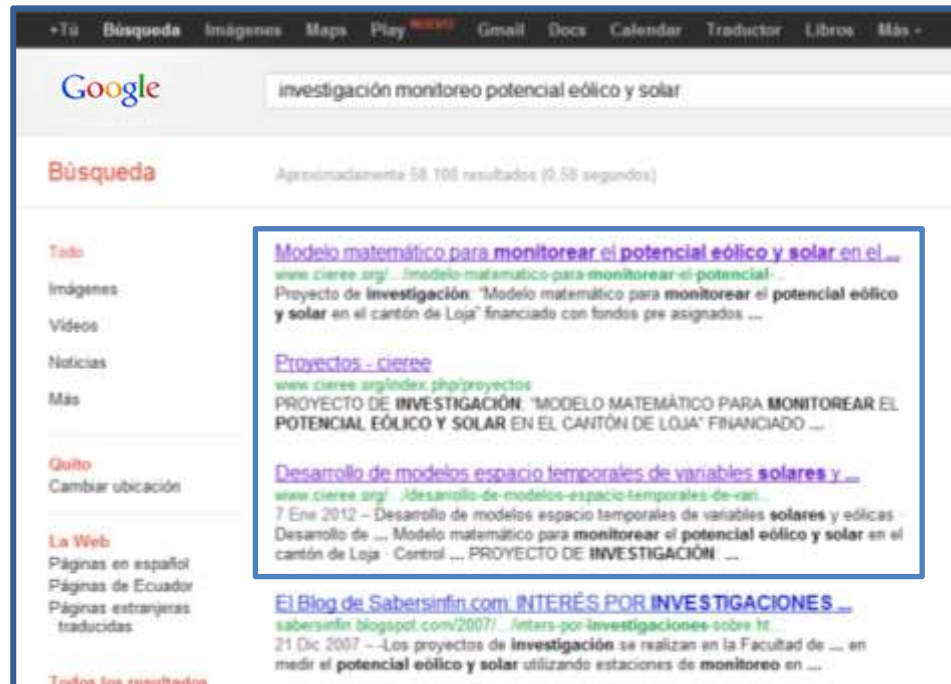 +Tú Búsqueda Imágenes Maps Play NUEVO Gmail Docs Calendar Traductor Libros Más
Google
investigación monitoreo potencial eólico y solar
Búsqueda
Aproximadamente 58.100 resultados (0,58 segundos)
Todo
Imágenes
Vídeos
Noticias
Más
Quito
Cambiar ubicación
La Web
Páginas en español
Páginas de Ecuador
Páginas extranjeras
traducidas
Todos los resultados
Modelo matemático para monitorear el potencial eólico y solar en el ...
www.cieree.org/.../modelo-matematico-para-monitorear-el-potencial-...
Proyecto de investigación: "Modelo matemático para monitorear el potencial eólico
y solar en el cantón de Loja" financiado con fondos pre asignados ...
Proyectos - cieree
www.cieree.org/index.php/proyectos
PROYECTO DE INVESTIGACIÓN: "MODELO MATEMÁTICO PARA MONITOREAR EL
POTENCIAL EÓLICO Y SOLAR EN EL CANTÓN DE LOJA" FINANCIADO ...
Desarrollo de modelos espacio temporales de variables solares y ...
www.cieree.org/.../desarrollo-de-modelos-espacio-temporales-de-vari...
7 Ene 2012 – Desarrollo de modelos espacio temporales de variables solares y eólicas ·
Desarrollo de ... Modelo matemático para monitorear el potencial eólico y solar en el
cantón de Loja · Control ... PROYECTO DE INVESTIGACIÓN: ...
El Blog de Sabersinfin.com: INTERÉS POR INVESTIGACIONES ...
sabersinfin.blogspot.com/2007/.../inters-por-investigaciones-sobre.ht...
21 Dic 2007 – -Los proyectos de investigación se realizan en la Facultad de ... en
medir el potencial eólico y solar utilizando estaciones de monitoreo en ...